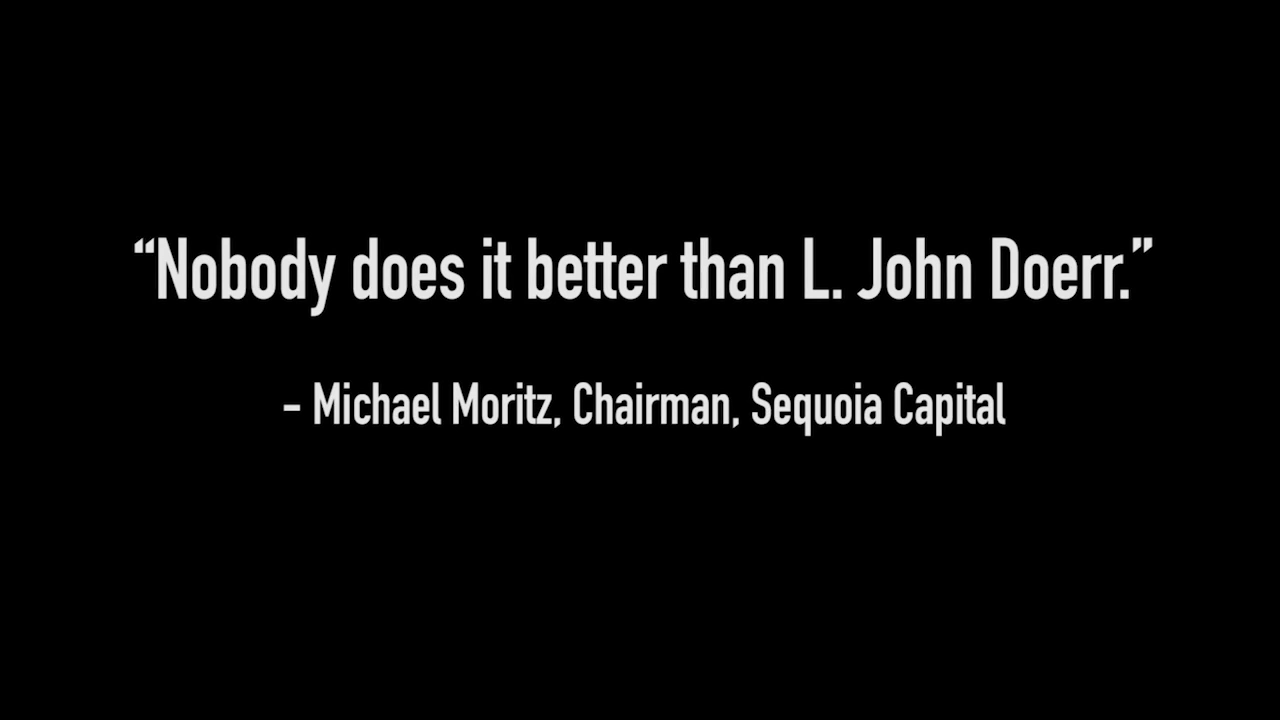 “Nobody does it better than L. John Doerr.”
– Michael Moritz, Chairman, Sequoia Capital